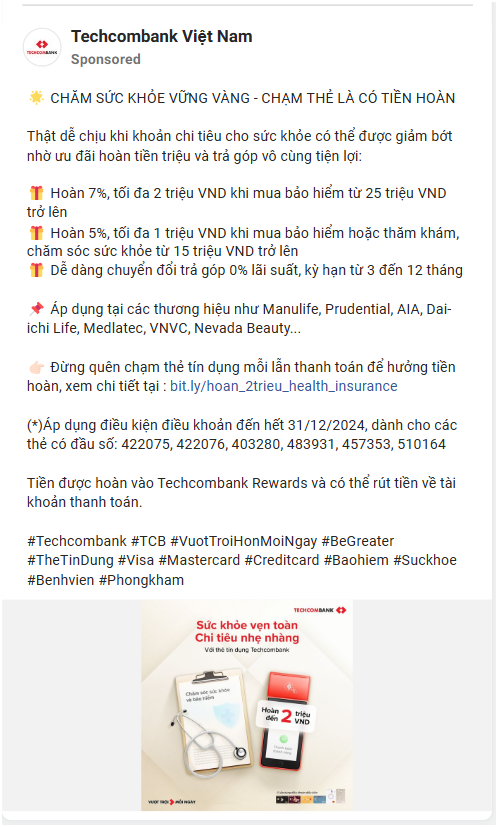 Techcombank Việt Nam
TECHCOMBANK
Sponsored
🌟 CHĂM SỨC KHỎE VỮNG VÀNG - CHẠM THẺ LÀ CÓ TIỀN HOÀN
Thật dễ chịu khi khoản chi tiêu cho sức khỏe có thể được giảm bớt
nhờ ưu đãi hoàn tiền triệu và trả góp vô cùng tiện lợi:
🎁 Hoàn 7%, tối đa 2 triệu VND khi mua bảo hiểm từ 25 triệu VND
trở lên
🎁 Hoàn 5%, tối đa 1 triệu VND khi mua bảo hiểm hoặc thăm khám,
chăm sóc sức khỏe từ 15 triệu VND trở lên
🎁 Dễ dàng chuyển đổi trả góp 0% lãi suất, kỳ hạn từ 3 đến 12 tháng
📌 Áp dụng tại các thương hiệu như Manulife, Prudential, AIA, Dai-
ichi Life, Medlatec, VNVC, Nevada Beauty...
👉🏻 Đừng quên chạm thẻ tín dụng mỗi lần thanh toán để hưởng tiền
hoàn, xem chi tiết tại : bit.ly/hoan_2trieu_health_insurance
(*)Áp dụng điều kiện điều khoản đến hết 31/12/2024, dành cho các
thẻ có đầu số: 422075, 422076, 403280, 483931, 457353, 510164
Tiền được hoàn vào Techcombank Rewards và có thể rút tiền về tài
khoản thanh toán.
#Techcombank #TCB #VuotTroiHonMoiNgay #BeGreater
#TheTinDung #Visa #Mastercard #Creditcard #Baohiem #Suckhoe
#Benhvien #Phongkham
TECHCOMBANK
Sức khỏe vẹn toàn
Chi tiêu nhẹ nhàng
Với thẻ tín dụng Techcombank
Chăm sóc sức khỏe
và bảo hiểm
Hoàn
đến 2 triệu
VND
VƯỢT TRỘI MỖI NGÀY